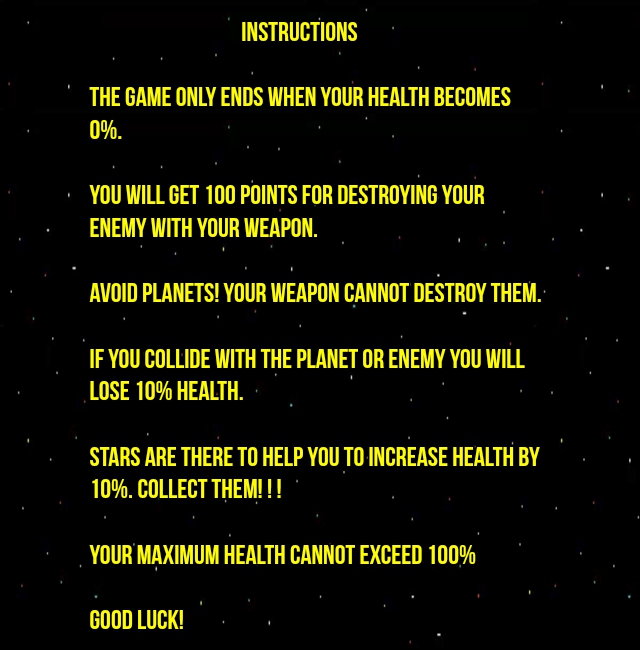 INSTRUCTIONS
THE GAME ONLY ENDS WHEN YOUR HEALTH BECOMES
0%.
YOU WILL GET 100 POINTS FOR DESTROYING YOUR
ENEMY WITH YOUR WEAPON.
AVOID PLANETS! YOUR WEAPON CANNOT DESTROY THEM.
IF YOU COLLIDE WITH THE PLANET OR ENEMY YOU WILL
LOSE 10% HEALTH.
STARS ARE THERE TO HELP YOU TO INCREASE HEALTH BY
10%. COLLECT THEM! ! !
YOUR MAXIMUM HEALTH CANNOT EXCEED 100%
GOOD LUCK!